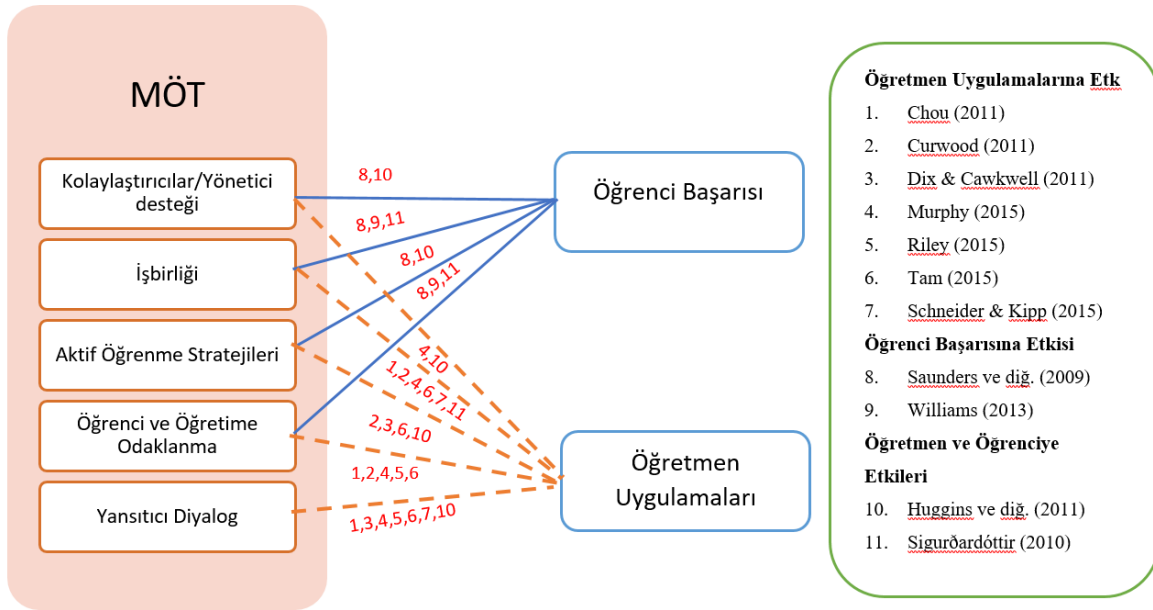 MÖT
Kolaylaştırıcılar/Yönetici
desteği
İşbirliği
Aktif Öğrenme Stratejileri
Öğrenci ve Öğretime
Odaklanma
Yansıtıcı Diyalog
8,10
8,9,11
8,10
8,9,11
4,10
1,2,4,6,7,11
2,3,6,10
1,2,4,5,6
1,3,4,5,6,7,10
Öğrenci Başarısı
Öğretmen
Uygulamaları
Öğretmen Uygulamalarına Etk
1. Chou (2011)
2. Curwood (2011)
3. Dix & Cawkwell (2011)
4. Murphy (2015)
5. Riley (2015)
6. Tam (2015)
7. Schneider & Kipp (2015)
Öğrenci Başarısına Etkisi
8. Saunders ve diğ. (2009)
9. Williams (2013)
Öğretmen ve Öğrenciye
Etkileri
10. Huggins ve diğ. (2011)
11. Sigurðardóttir (2010)